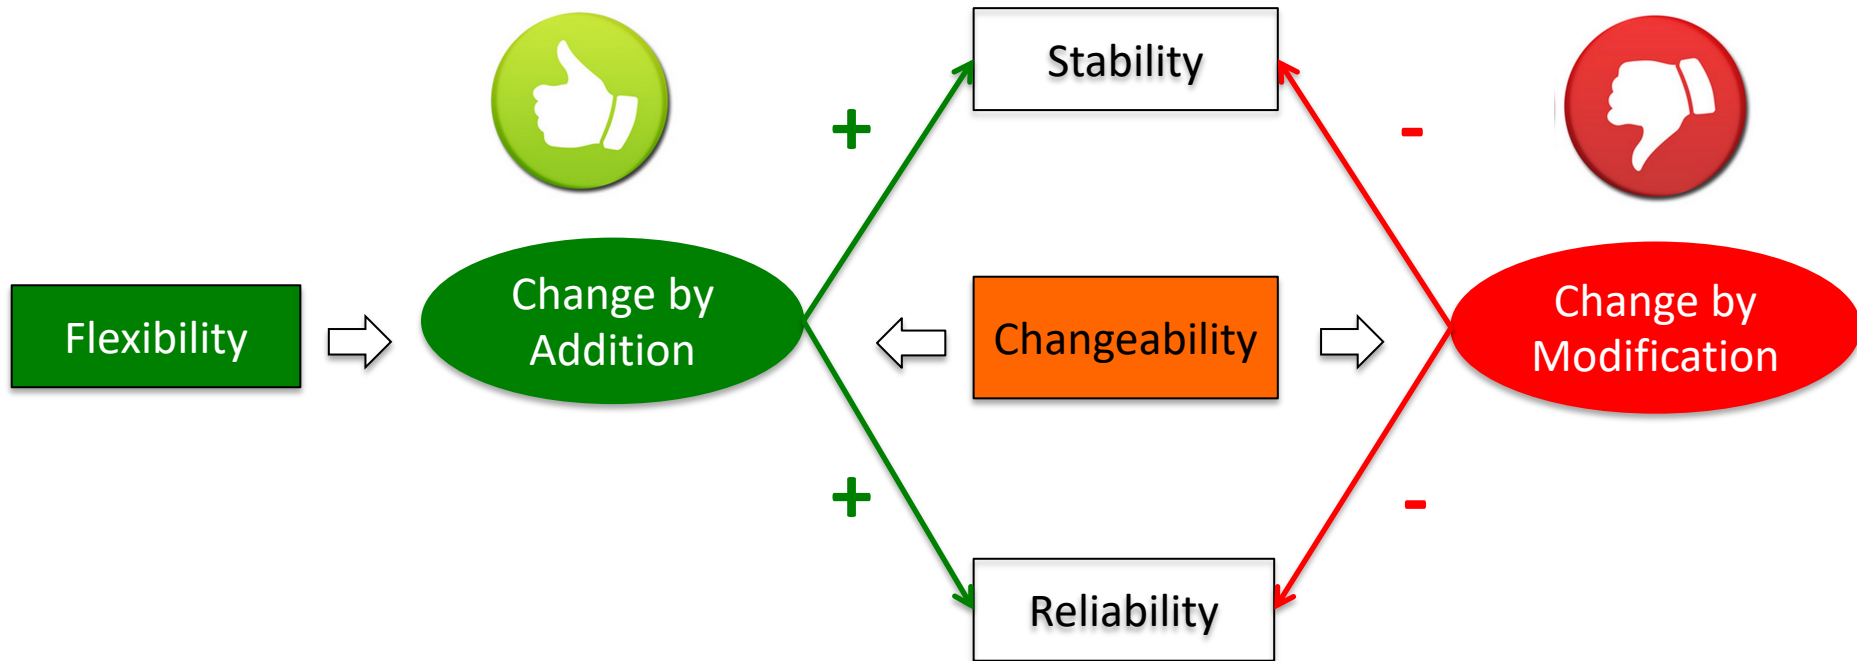 Stability
+
-
Flexibility
Change by
Addition
Changeability
Change by
Modification
+
-
Reliability